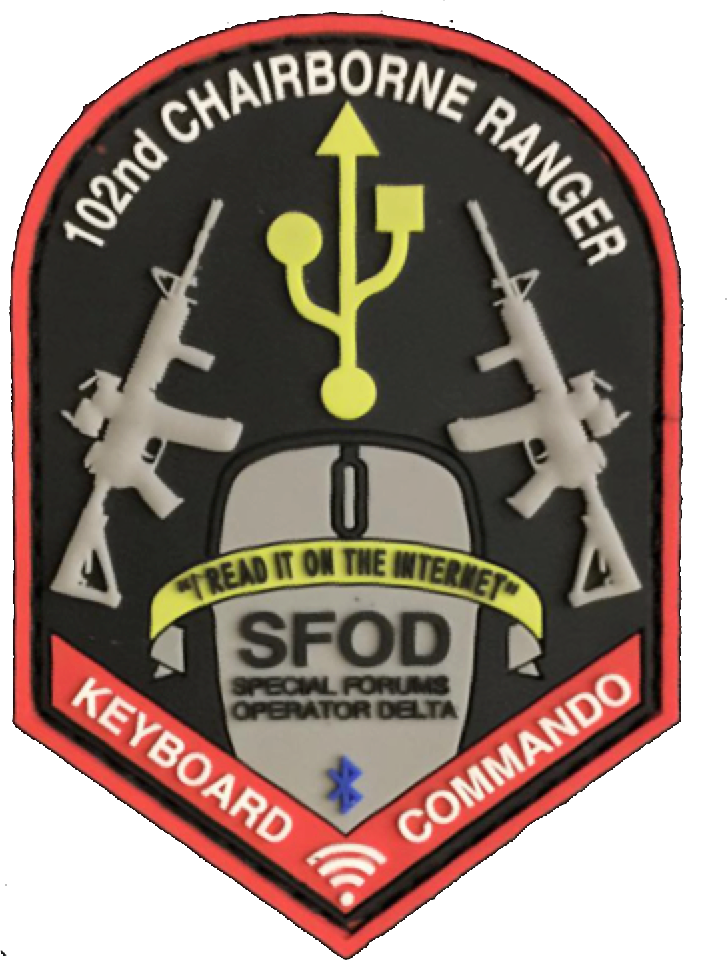 102nd CHAIRBORNE RANGER
"I READ IT ON THE INTERNET"
SFOD
SPECIAL FORUMS
OPERATOR DELTA
KEYBOARD COMMANDO